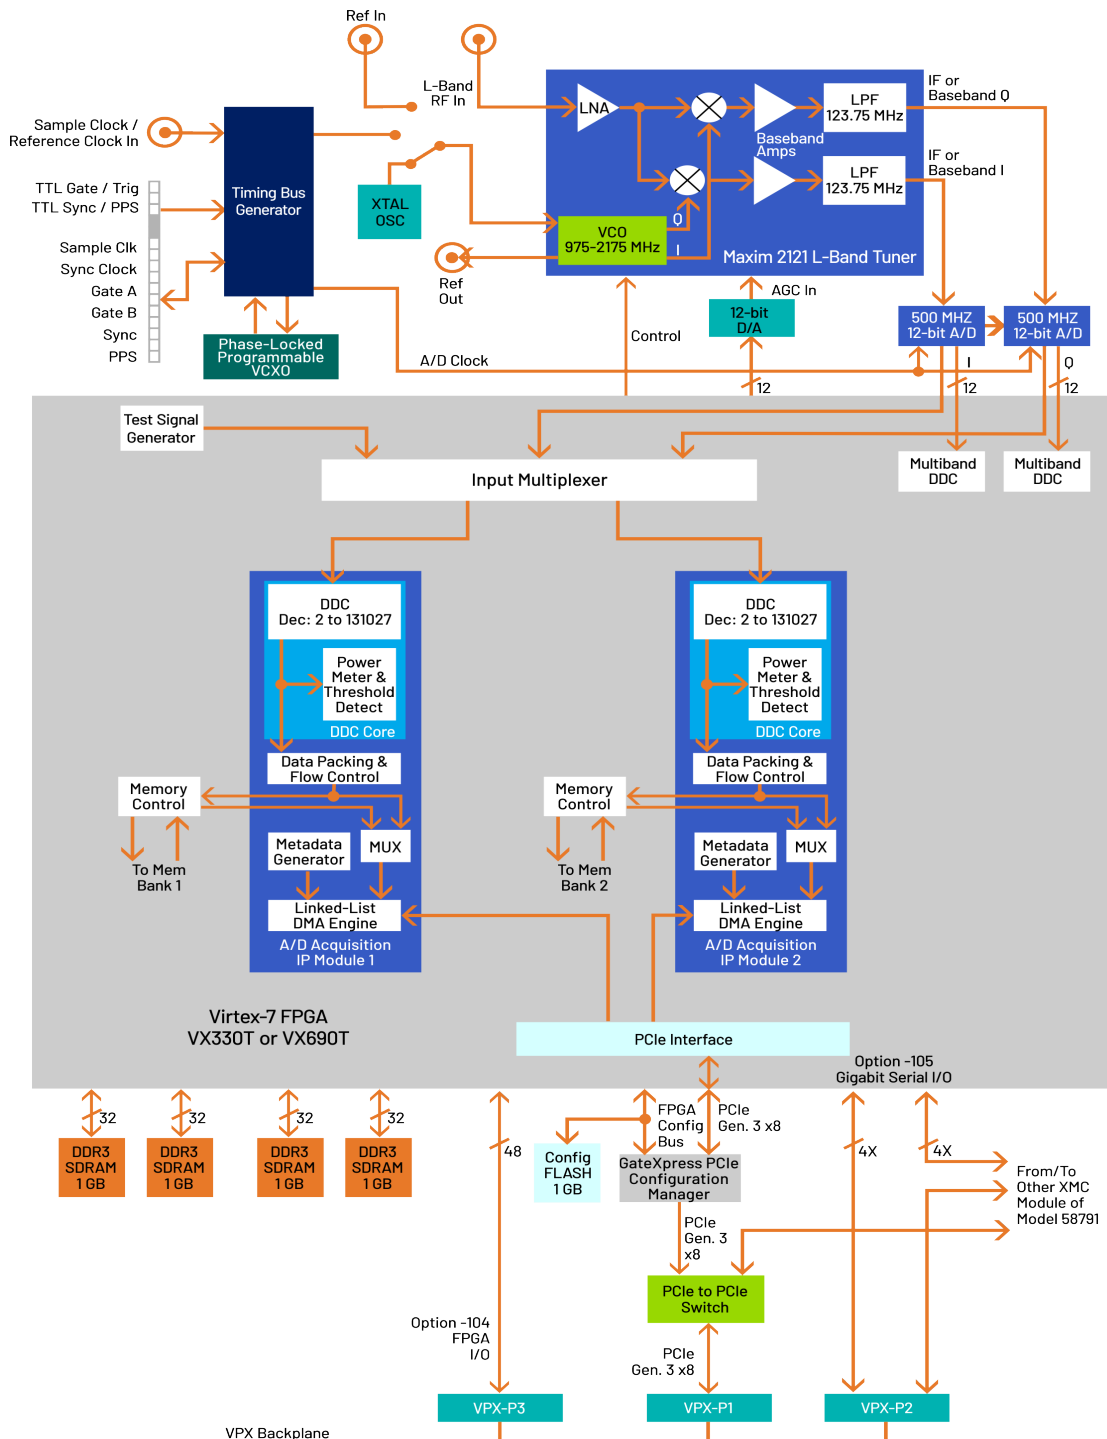 Ref In
L-Band
RF In
Sample Clock /
Reference Clock In
TTL Gate / Trig
TTL Sync / PPS
Sample Clk
Sync Clock
Gate A
Gate B
Sync
PPS
Timing Bus
Generator
Phase-Locked
Programmable
VCXO
XTAL
OSC
Ref
Out
LNA
Baseband
Amps
LPF
123.75 MHz
LPF
123.75 MHz
VCO
975-2175 MHz
Q
I
Maxim 2121 L-Band Tuner
IF or
Baseband Q
IF or
Baseband I
AGC In
12-bit
D/A
Control
12
500 MHZ
12-bit A/D
500 MHZ
12-bit A/D
A/D Clock
I
Q
12
12
Test Signal
Generator
Input Multiplexer
Multiband
DDC
Multiband
DDC
DDC
Dec: 2 to 131027
Power
Meter &
Threshold
Detect
DDC Core
Data Packing &
Flow Control
Memory
Control
To Mem
Bank 1
Metadata
Generator
MUX
Linked-List
DMA Engine
A/D Acquisition
IP Module 1
DDC
Dec: 2 to 131027
Power
Meter &
Threshold
Detect
DDC Core
Data Packing &
Flow Control
Memory
Control
To Mem
Bank 2
Metadata
Generator
MUX
Linked-List
DMA Engine
A/D Acquisition
IP Module 2
Virtex-7 FPGA
VX330T or VX690T
PCIe Interface
Option -105
Gigabit Serial I/O
32
32
32
32
DDR3
SDRAM
1 GB
DDR3
SDRAM
1 GB
DDR3
SDRAM
1 GB
DDR3
SDRAM
1 GB
48
FPGA
Config
Bus
PCIe
Gen. 3 x8
Config
FLASH
1 GB
GateXpress PCIe
Configuration
Manager
4X
4X
From/To
Other XMC
Module of
Model 58791
PCIe
Gen. 3
x8
PCIe to PCIe
Switch
Option -104
FPGA
I/O
PCIe
Gen. 3 x8
VPX-P3
VPX-P1
VPX-P2
VPX Backplane